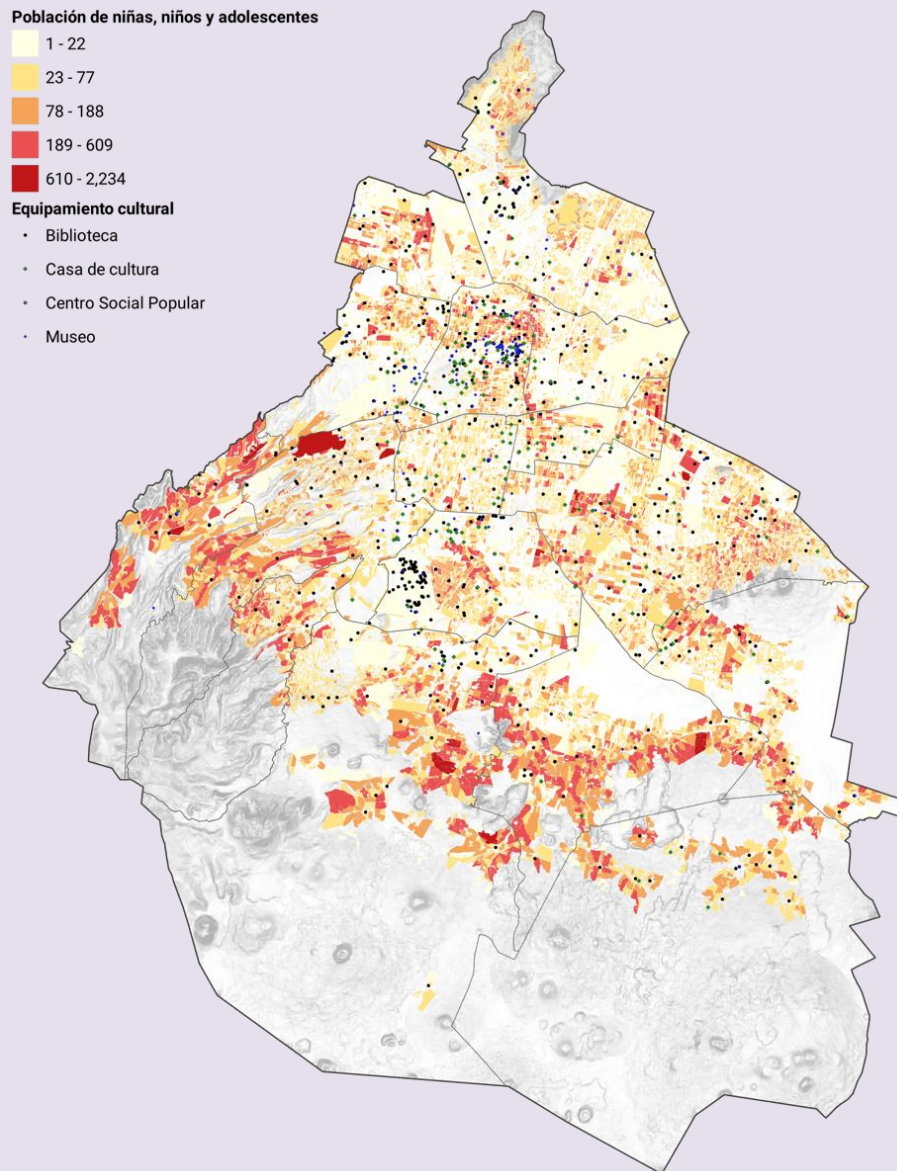 Población de niñas, niños y adolescentes
1 - 22
23 - 77
78 - 188
189 - 609
610 - 2,234
Equipamiento cultural
Biblioteca
Casa de cultura
Centro Social Popular
Museo